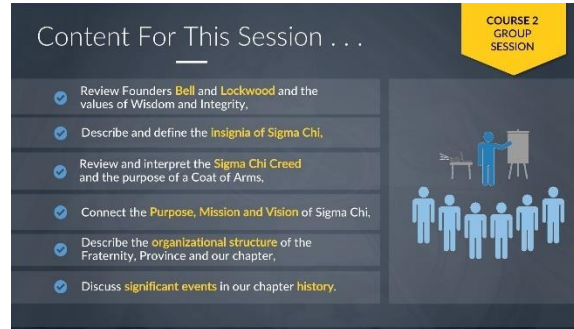 Content For This Session . . .
COURSE 2
GROUP
SESSION
Review Founders Bell and Lockwood and the
values of Wisdom and Integrity,
Describe and define the insignia of Sigma Chi,
Review and interpret the Sigma Chi Creed
and the purpose of a Coat of Arms,
Connect the Purpose, Mission and Vision of Sigma Chi,
Describe the organizational structure of the
Fraternity, Province and our chapter,
Discuss significant events in our chapter history.